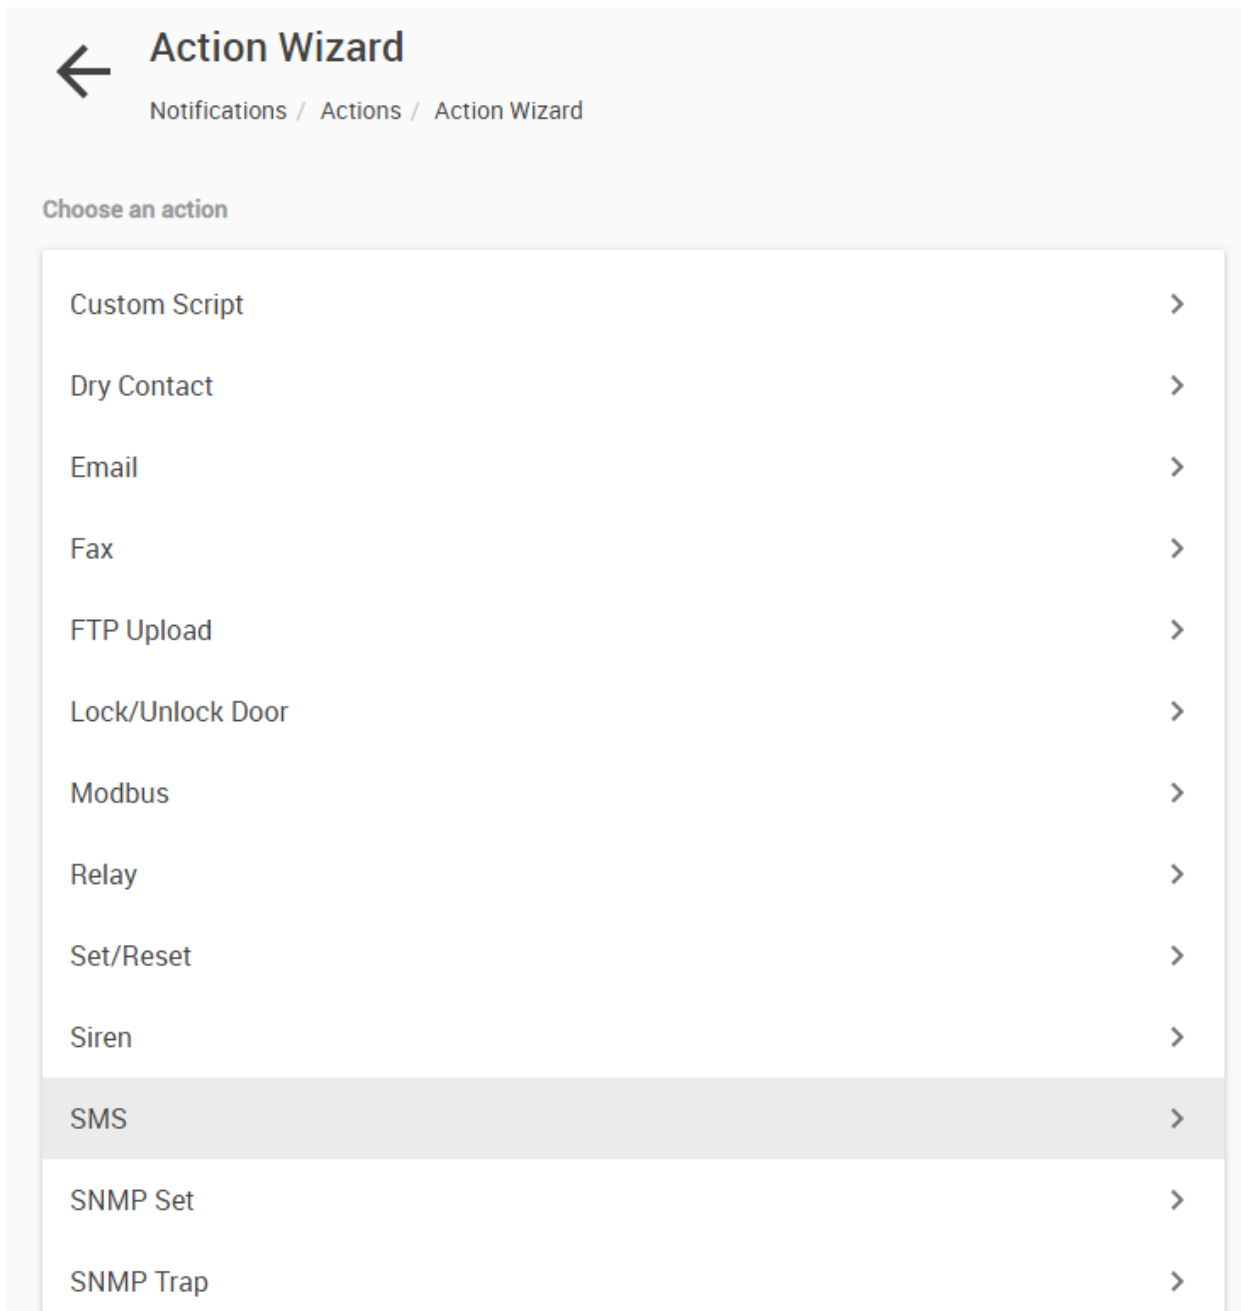 Action Wizard
Notifications / Actions / Action Wizard
Choose an action
Custom Script
Dry Contact
Email
Fax
FTP Upload
Lock/Unlock Door
Modbus
Relay
Set/Reset
Siren
SMS
SNMP Set
SNMP Trap